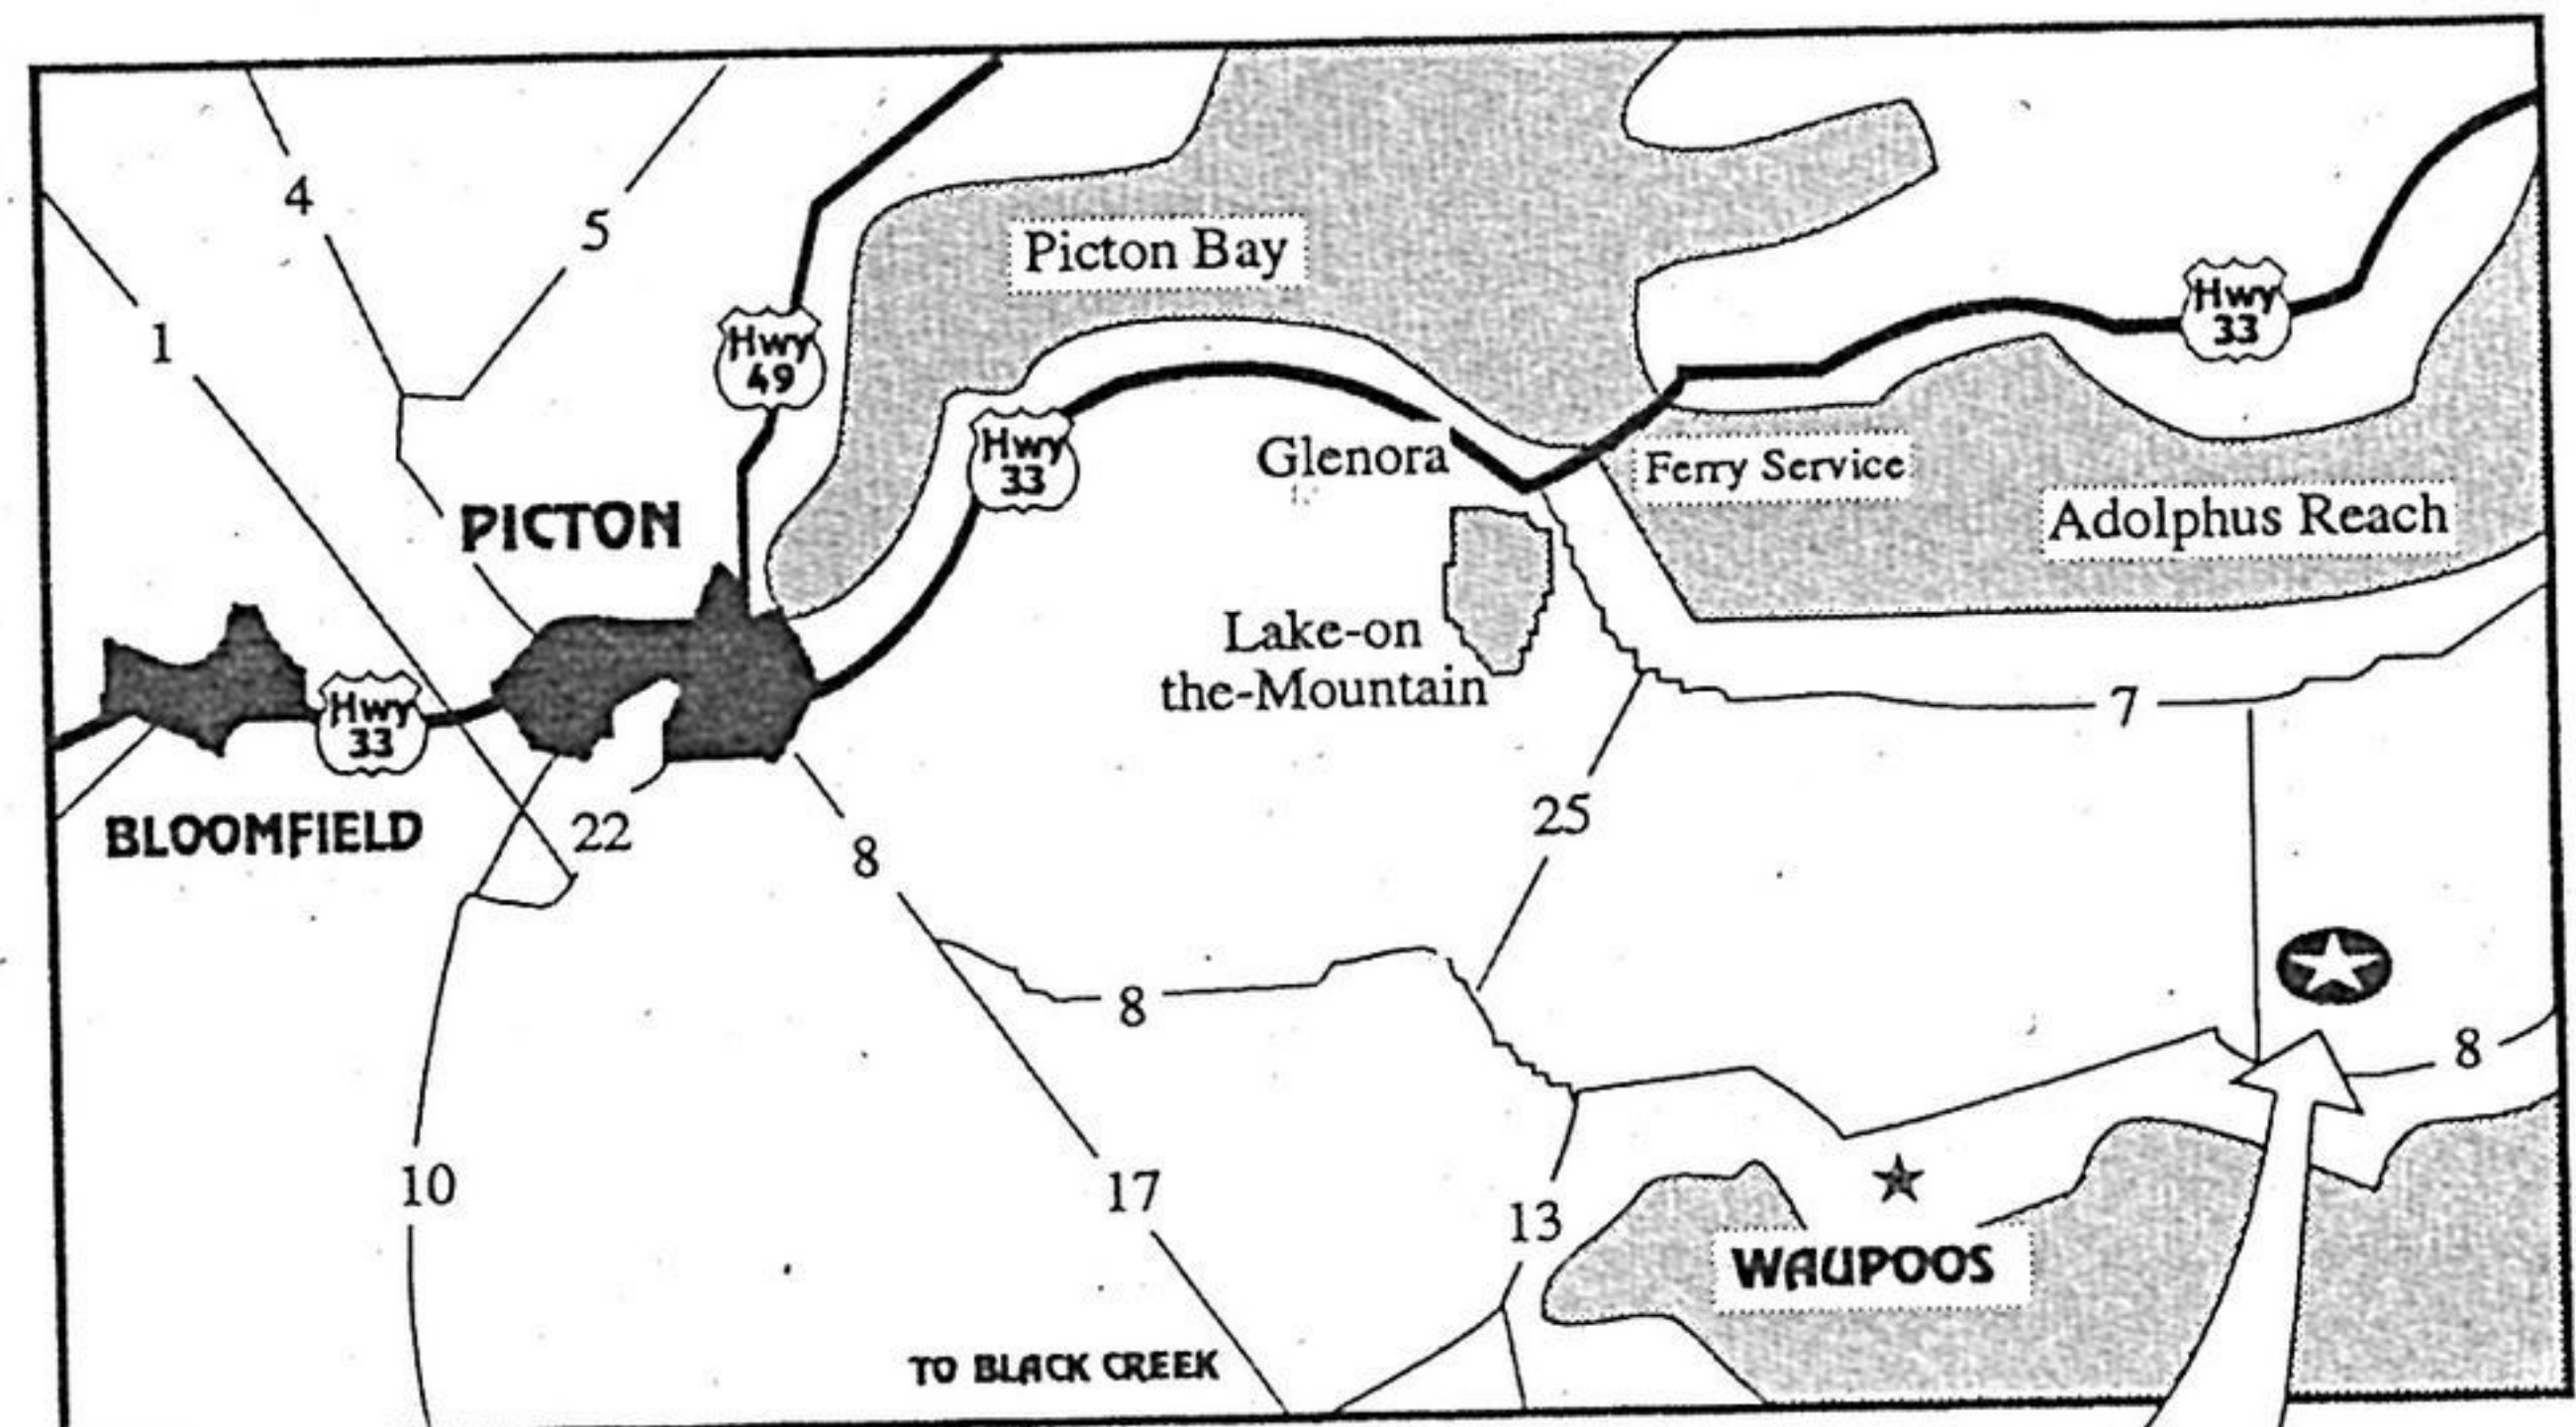 4
5
1
Picton Bay
Hwy
49
Hwy
33
Hwy
33
Glenora
Ferry Service
Adolphus Reach
PICTON
Lake-on
the-Mountain
Hwy
33
7
BLOOMFIELD
22
8
25
8
8
10
17
13
WAUPOOS
TO BLACK CREEK